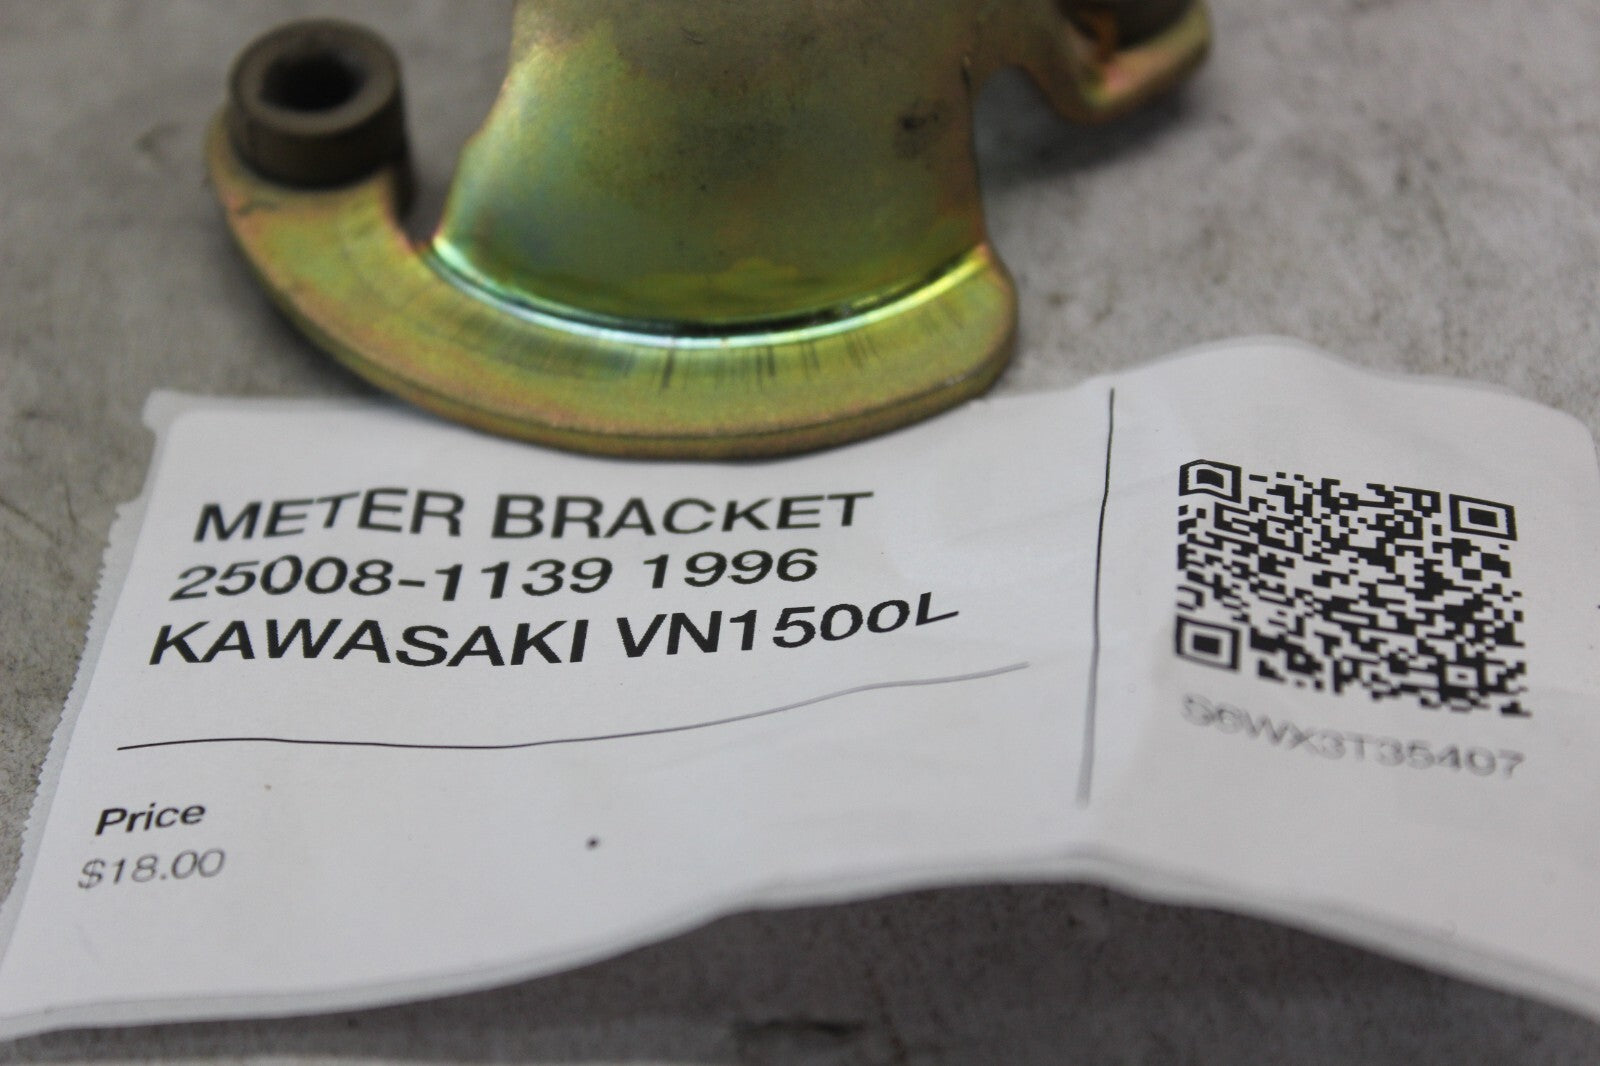 METER BRACKET
25008-1139 1996
KAWASAKI VN1500L
Price
$18.00
S6WX3T35407